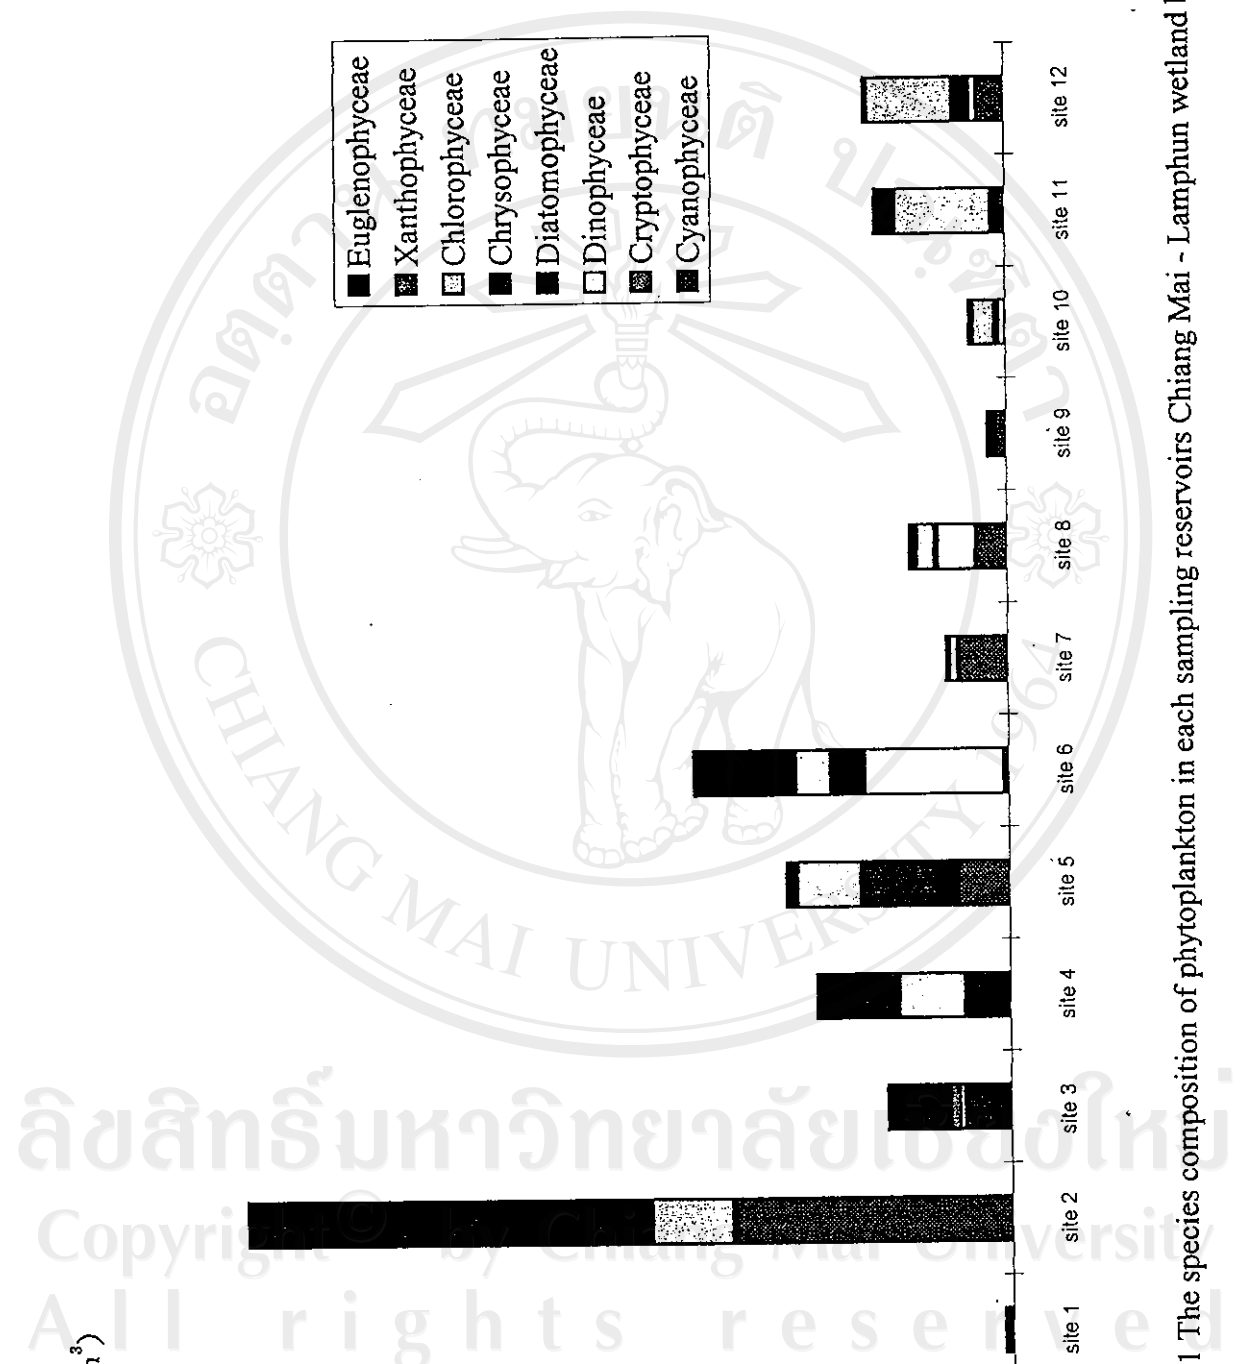 Euglenophyceae
Xanthophyceae
Chlorophyceae
Chrysophyceae
Diatomophyceae
Dinophyceae
Cryptophyceae
Cyanophyceae
site 1
site 2
site 3
site 4
site 5
site 6
site 7
site 8
site 9
site 10
site 11
site 12
1 The species composition of phytoplankton in each sampling reservoirs Chiang Mai - Lamphun wetland
CHIANG MAI UNIVERSITY 1964
ลิขสิทธิ์มหาวิทยาลัยเชียงใหม่
Copyright © by Chiang Mai University
All rights reserved